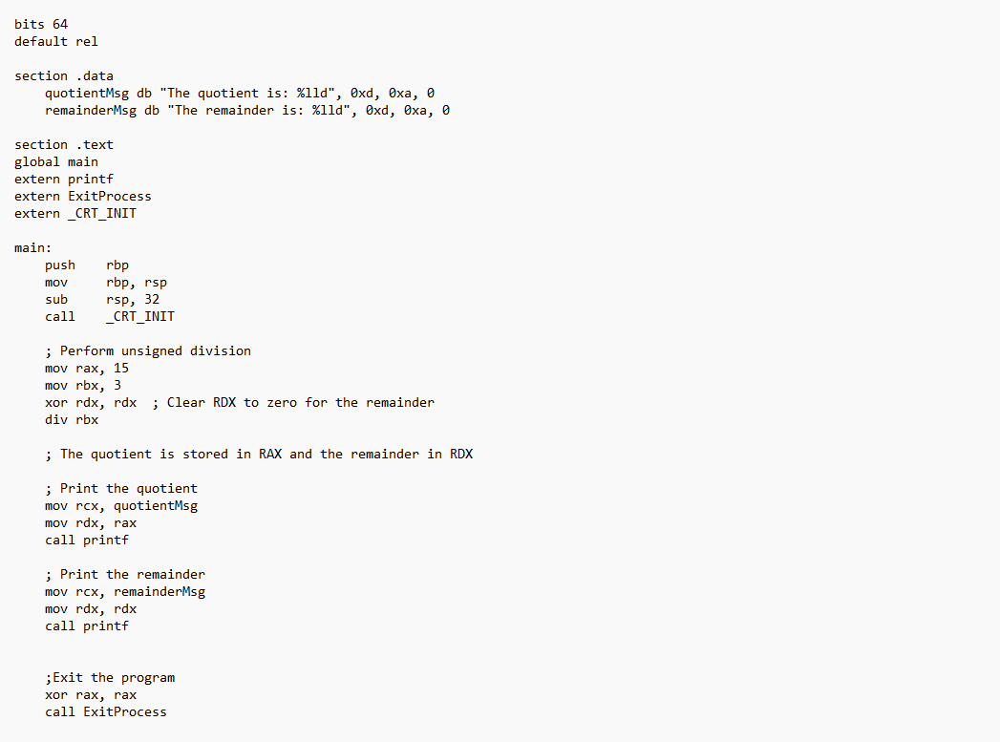 bits 64
default rel

section .data
    quotientMsg db "The quotient is: %lld", 0xd, 0xa, 0
    remainderMsg db "The remainder is: %lld", 0xd, 0xa, 0

section .text
global main
extern printf
extern ExitProcess
extern _CRT_INIT

main:
    push    rbp
    mov     rbp, rsp
    sub     rsp, 32
    call    _CRT_INIT

    ; Perform unsigned division
    mov rax, 15
    mov rbx, 3
    xor rdx, rdx  ; Clear RDX to zero for the remainder
    div rbx

    ; The quotient is stored in RAX and the remainder in RDX

    ; Print the quotient
    mov rcx, quotientMsg
    mov rdx, rax
    call printf

    ; Print the remainder
    mov rcx, remainderMsg
    mov rdx, rdx
    call printf


    ;Exit the program
    xor rax, rax
    call ExitProcess